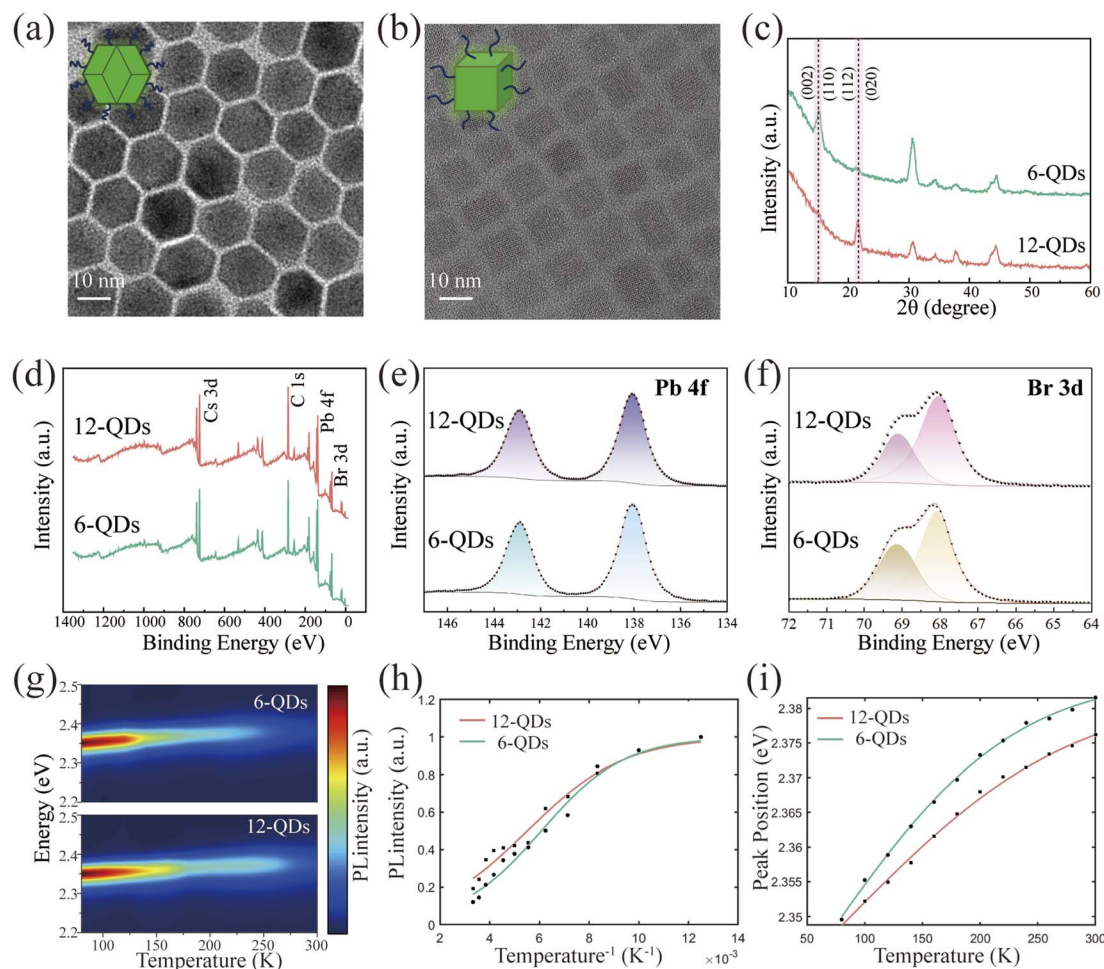 (a)
10 nm
(b)
10 nm
(c)
Intensity (a.u.)
(002)
(110)
(112)
(020)
6-QDs
12-QDs
10 20 30 40 50 60
2θ (degree)
(d)
Intensity (a.u.)
12-QDs
6-QDs
Cs 3d
C 1s
Pb 4f
Br 3d
1400 1200 1000 800 600 400 200 0
Binding Energy (eV)
(e)
Intensity (a.u.)
Pb 4f
12-QDs
6-QDs
146 144 142 140 138 136 134
Binding Energy (eV)
(f)
Intensity (a.u.)
Br 3d
12-QDs
6-QDs
72 71 70 69 68 67 66 65 64
Binding Energy (eV)
(g)
Energy (eV)
2.5
2.4
2.3
2.2
6-QDs
2.4
2.3
2.2
12-QDs
100 150 200 250 300
Temperature (K)
PLintensity (a.u.)
(h)
PLintensity (a.u.)
1.2
1
0.8
0.6
0.4
0.2
0
12-QDs
6-QDs
2 4 6 8 10 12 14
Temperature⁻¹ (K⁻¹)
×10⁻³
(i)
Peak Position (eV)
2.38
2.375
2.37
2.365
2.36
2.355
2.35
12-QDs
6-QDs
50 100 150 200 250 300
Temperature (K)